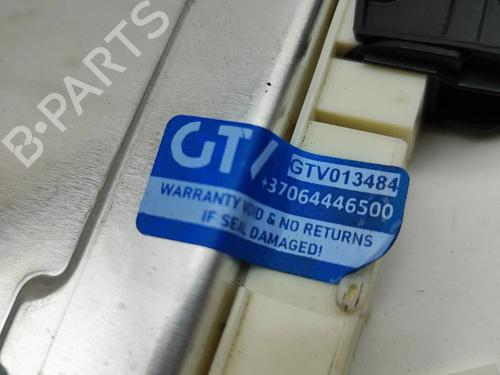 B-PARTS
GTV
GTV013484
+37064446500
WARRANTY VOID & NO RETURNS
IF SEAL DAMAGED!